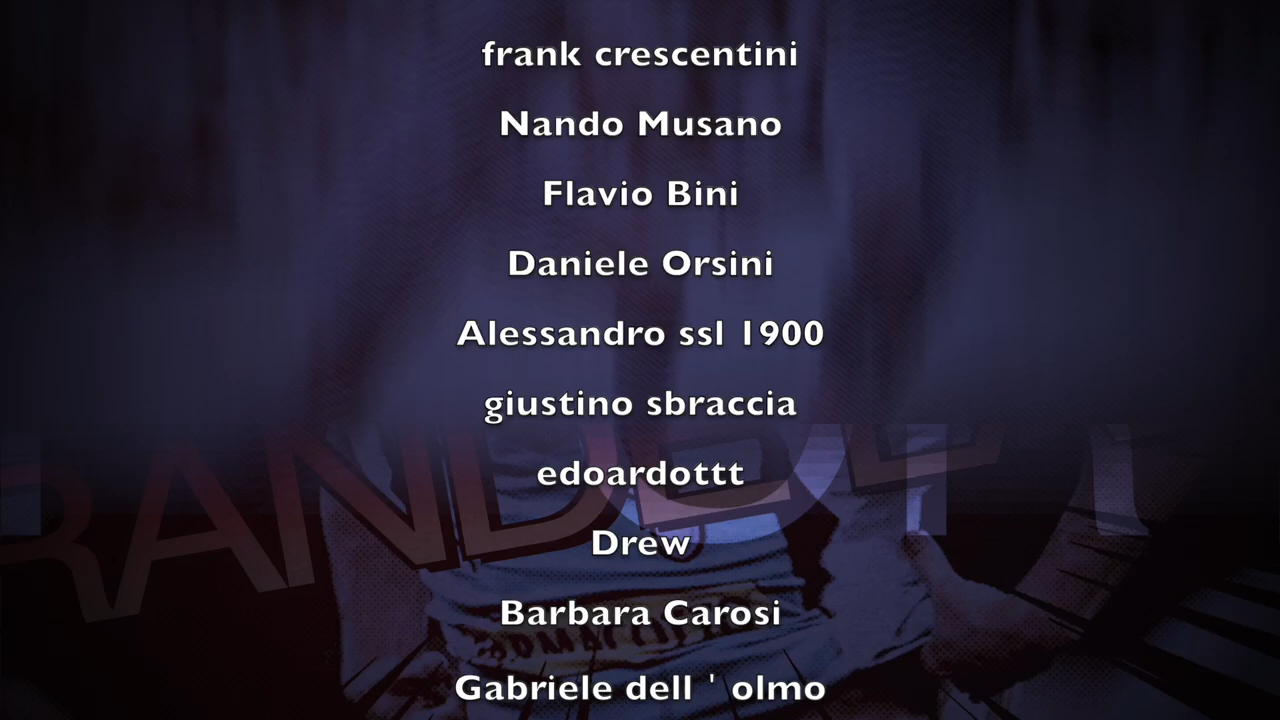 frank crescentini
Nando Musano
Flavio Bini
Daniele Orsini
Alessandro ssl 1900
giustino sbraccia
edoardottt
Drew
Barbara Carosi
Gabriele dell ' olmo